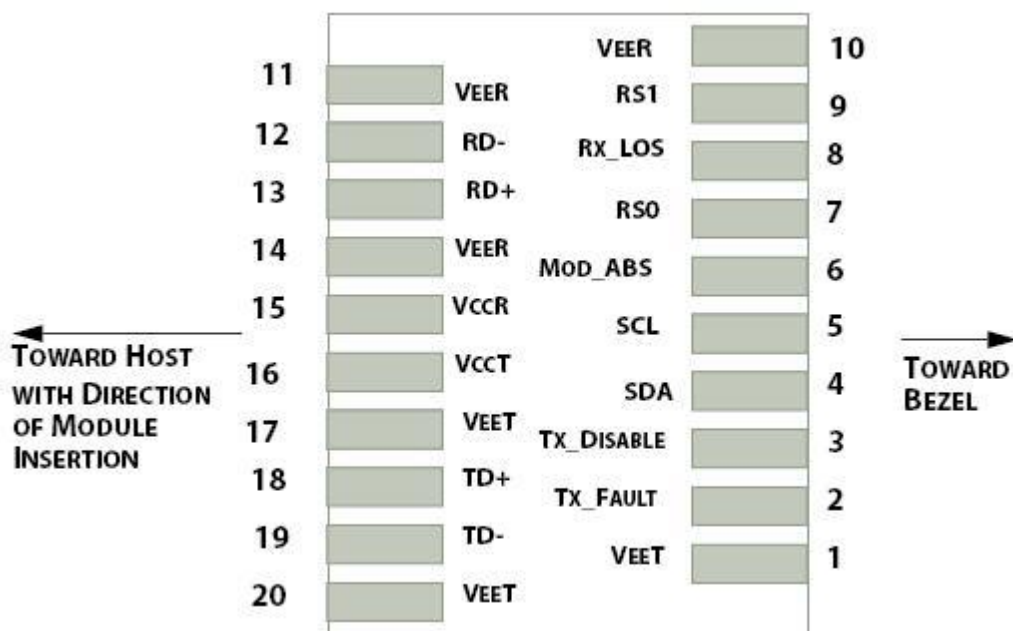 VEER 10
11 VEER
RS1 9
12 RD-
RX_LOS 8
13 RD+
RS0 7
14 VEER
MOD_ABS 6
15 VCCR
SCL 5
16 VCCT
SDA 4
17 VEET
TX_DISABLE 3
18 TD+
TX_FAULT 2
19 TD-
VEET 1
20 VEET
TOWARD HOST
WITH DIRECTION
OF MODULE
INSERTION
TOWARD
BEZEL